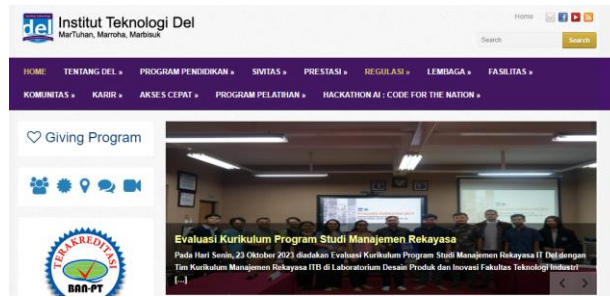 del
Institut Teknologi Del
MarTuhan, Marroha, Marbisuk
Home
Search
Search
HOME TENTANG DEL » PROGRAM PENDIDIKAN » SIVITAS » PRESTASI » REGULASI » LEMBAGA » FASILITAS »
KOMUNITAS » KARIR » AKSES CEPAT » PROGRAM PELATIHAN » HACKATHON AI : CODE FOR THE NATION »
Giving Program
TERAKREDITASI
BAN-PT
Evaluasi Kurikulum Program Studi Manajemen Rekayasa
Pada Hari Senin, 23 Oktober 2023 diadakan Evaluasi Kurikulum Program Studi Manajemen Rekayasa IT Del dengan
Tim Kurikulum Manajemen Rekayasa ITB di Laboratorium Desain Produk dan Inovasi Fakultas Teknologi Industri
[...]